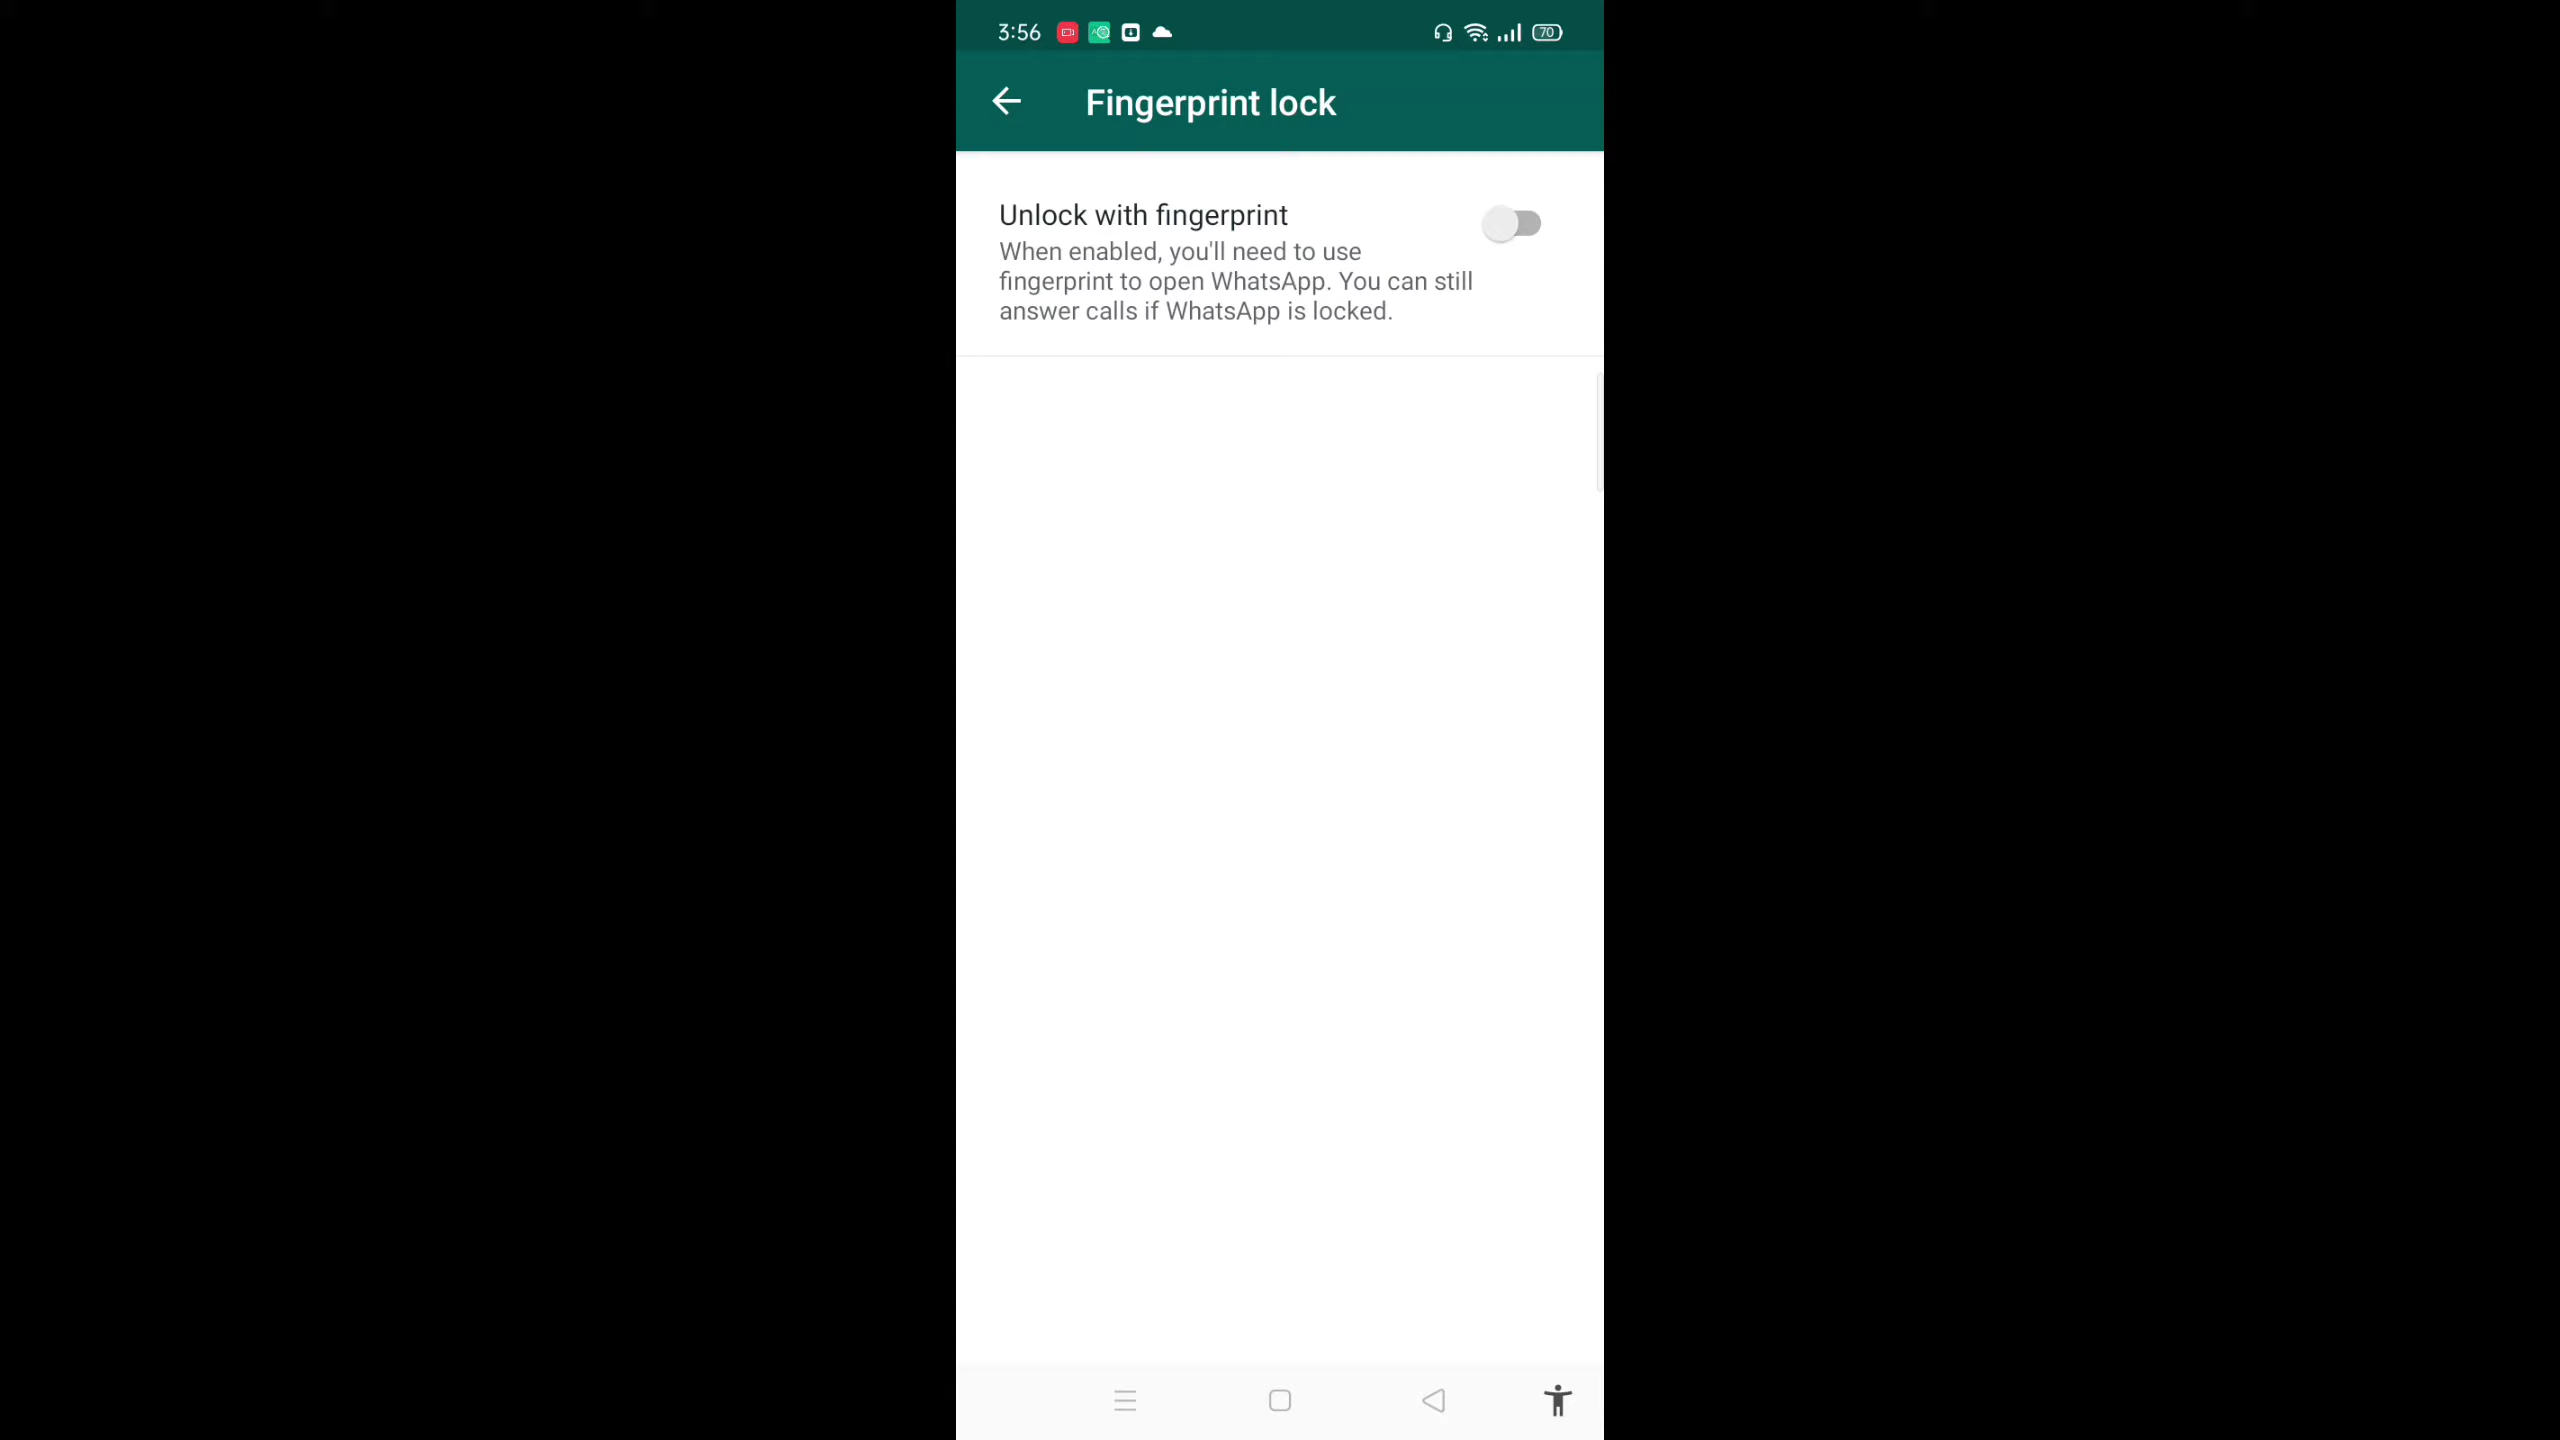 3:56
70
Fingerprint lock
Unlock with fingerprint
When enabled, you'll need to use
fingerprint to open WhatsApp. You can still
answer calls if WhatsApp is locked.